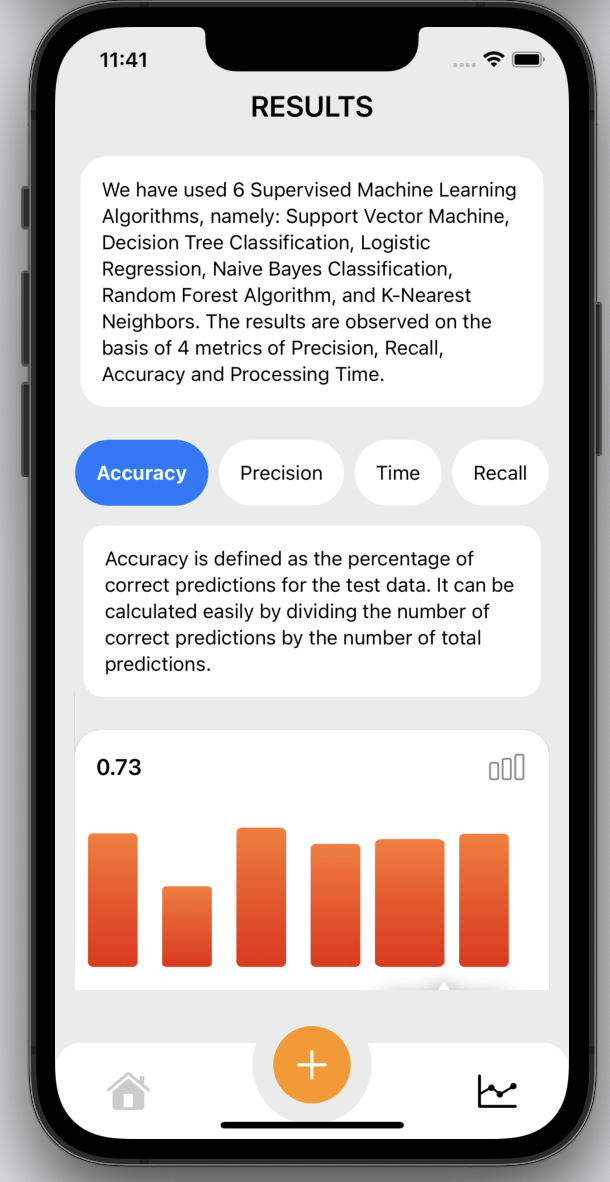 11:41
RESULTS
We have used 6 Supervised Machine Learning
Algorithms, namely: Support Vector Machine,
Decision Tree Classification, Logistic
Regression, Naive Bayes Classification,
Random Forest Algorithm, and K-Nearest
Neighbors. The results are observed on the
basis of 4 metrics of Precision, Recall,
Accuracy and Processing Time.
Accuracy Precision Time Recall
Accuracy is defined as the percentage of
correct predictions for the test data. It can be
calculated easily by dividing the number of
correct predictions by the number of total
predictions.
0.73